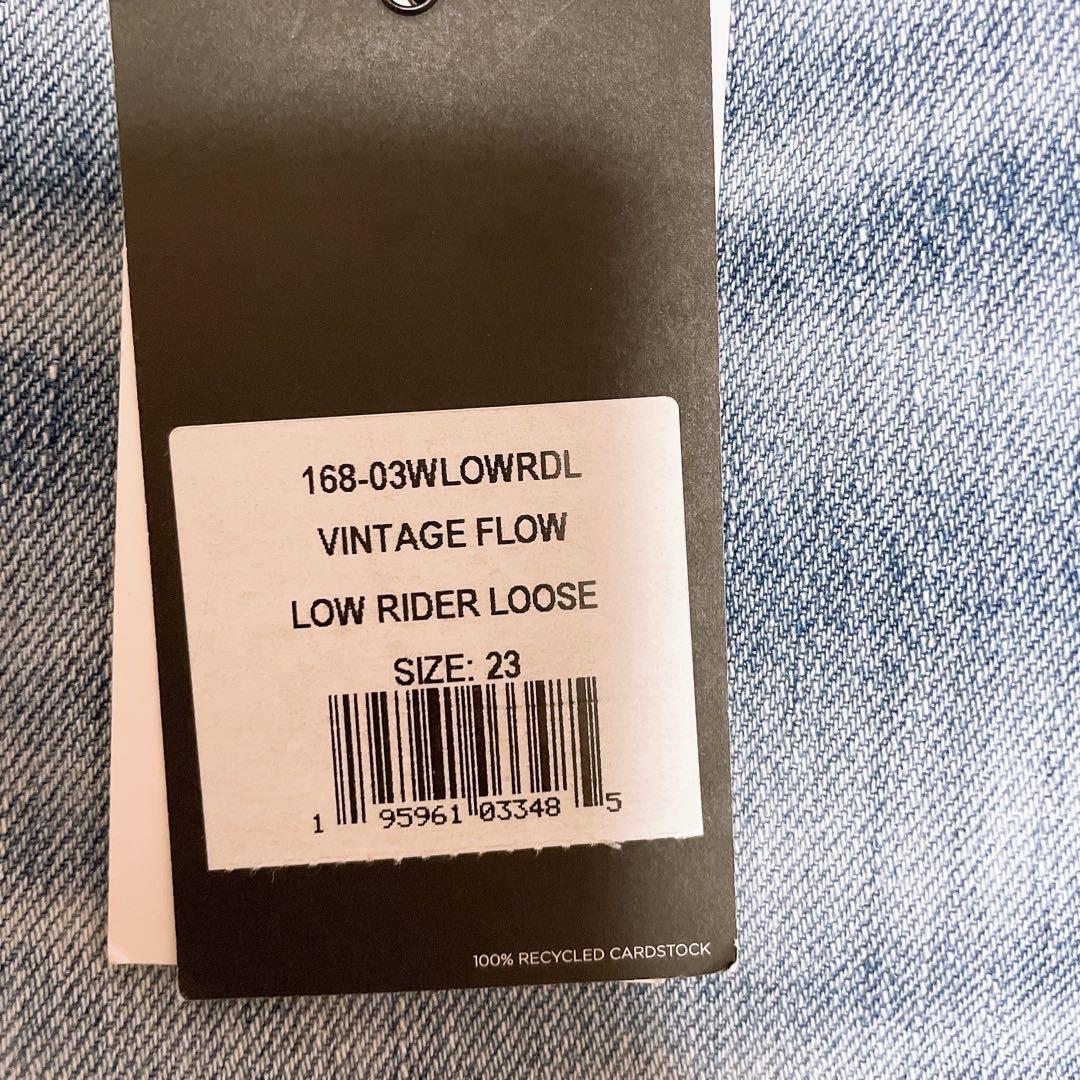 168-03WLOWRDL
VINTAGE FLOW
LOW RIDER LOOSE
SIZE: 23
1 95961 03348 5
100% RECYCLED CARDSTOCK